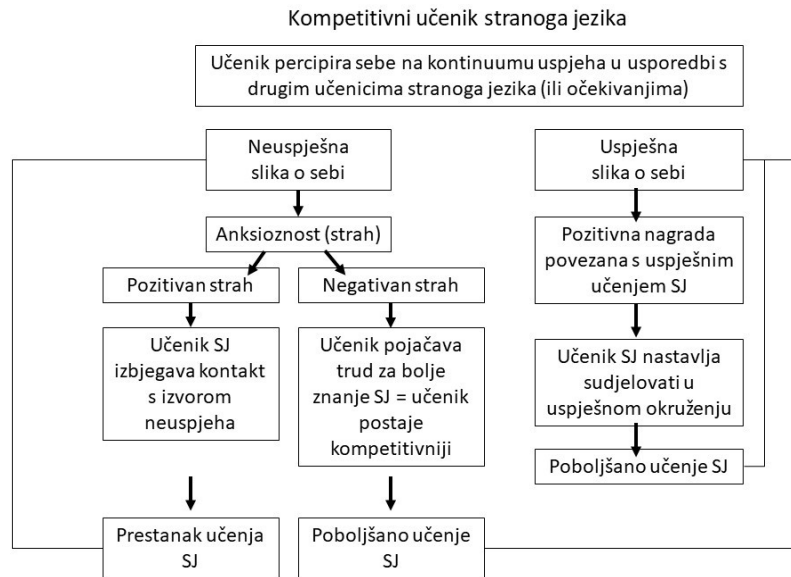 Kompetitivni učenik stranoga jezika
Učenik percipira sebe na kontinuumu uspjeha u usporedbi s
drugim učenicima stranoga jezika (ili očekivanjima)
Neuspješna
slika o sebi
Anksioznost (strah)
Pozitivan strah
Učenik SJ
izbjegava kontakt
s izvorom
neuspjeha
Prestanak učenja
SJ
Negativan strah
Učenik pojačava
trud za bolje
znanje SJ = učenik
postaje
kompetitivniji
Poboljšano učenje
SJ
Uspješna
slika o sebi
Pozitivna nagrada
povezana s uspješnim
učenjem SJ
Učenik SJ nastavlja
sudjelovati u
uspješnom okruženju
Poboljšano učenje SJ